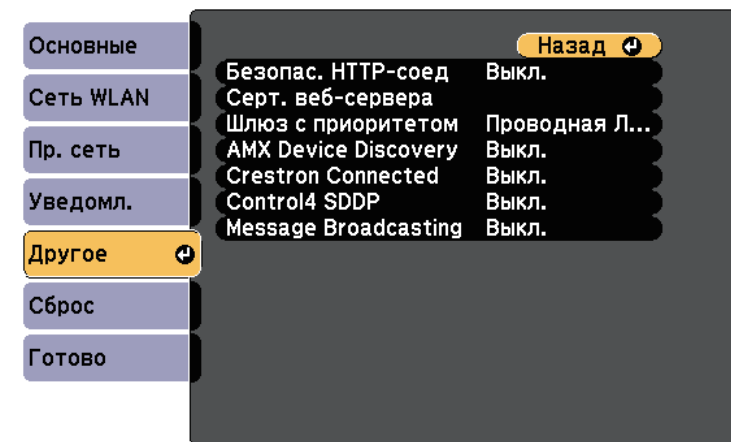 Основные
Сеть WLAN
Пр. сеть
Уведомл.
Другое
Сброс
Готово
Назад
Безопас. HTTP-соед Выкл.
Серт. веб-сервера
Шлюз с приоритетом Проводная Л...
AMX Device Discovery Выкл.
Crestron Connected Выкл.
Control4 SDDP Выкл.
Message Broadcasting Выкл.